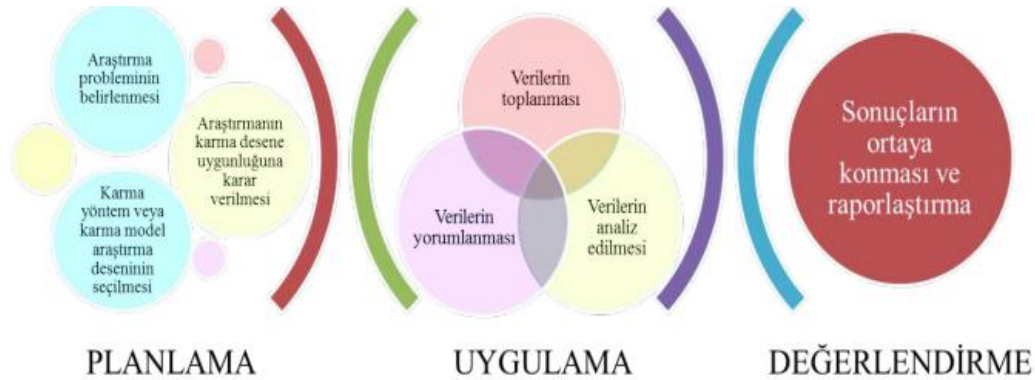 Araştırma
probleminin
belirlenmesi
Araştırmanın
karma desene
uygunluğuna
karar
verilmesi
Karma
yöntem veya
karma model
araştırma
deseninin
seçilmesi
PLANLAMA
Verilerin
toplanması
Verilerin
yorumlanması
Verilerin
analiz
edilmesi
UYGULAMA
Sonuçların
ortaya
konması ve
raporlaştırma
DEĞERLENDİRME